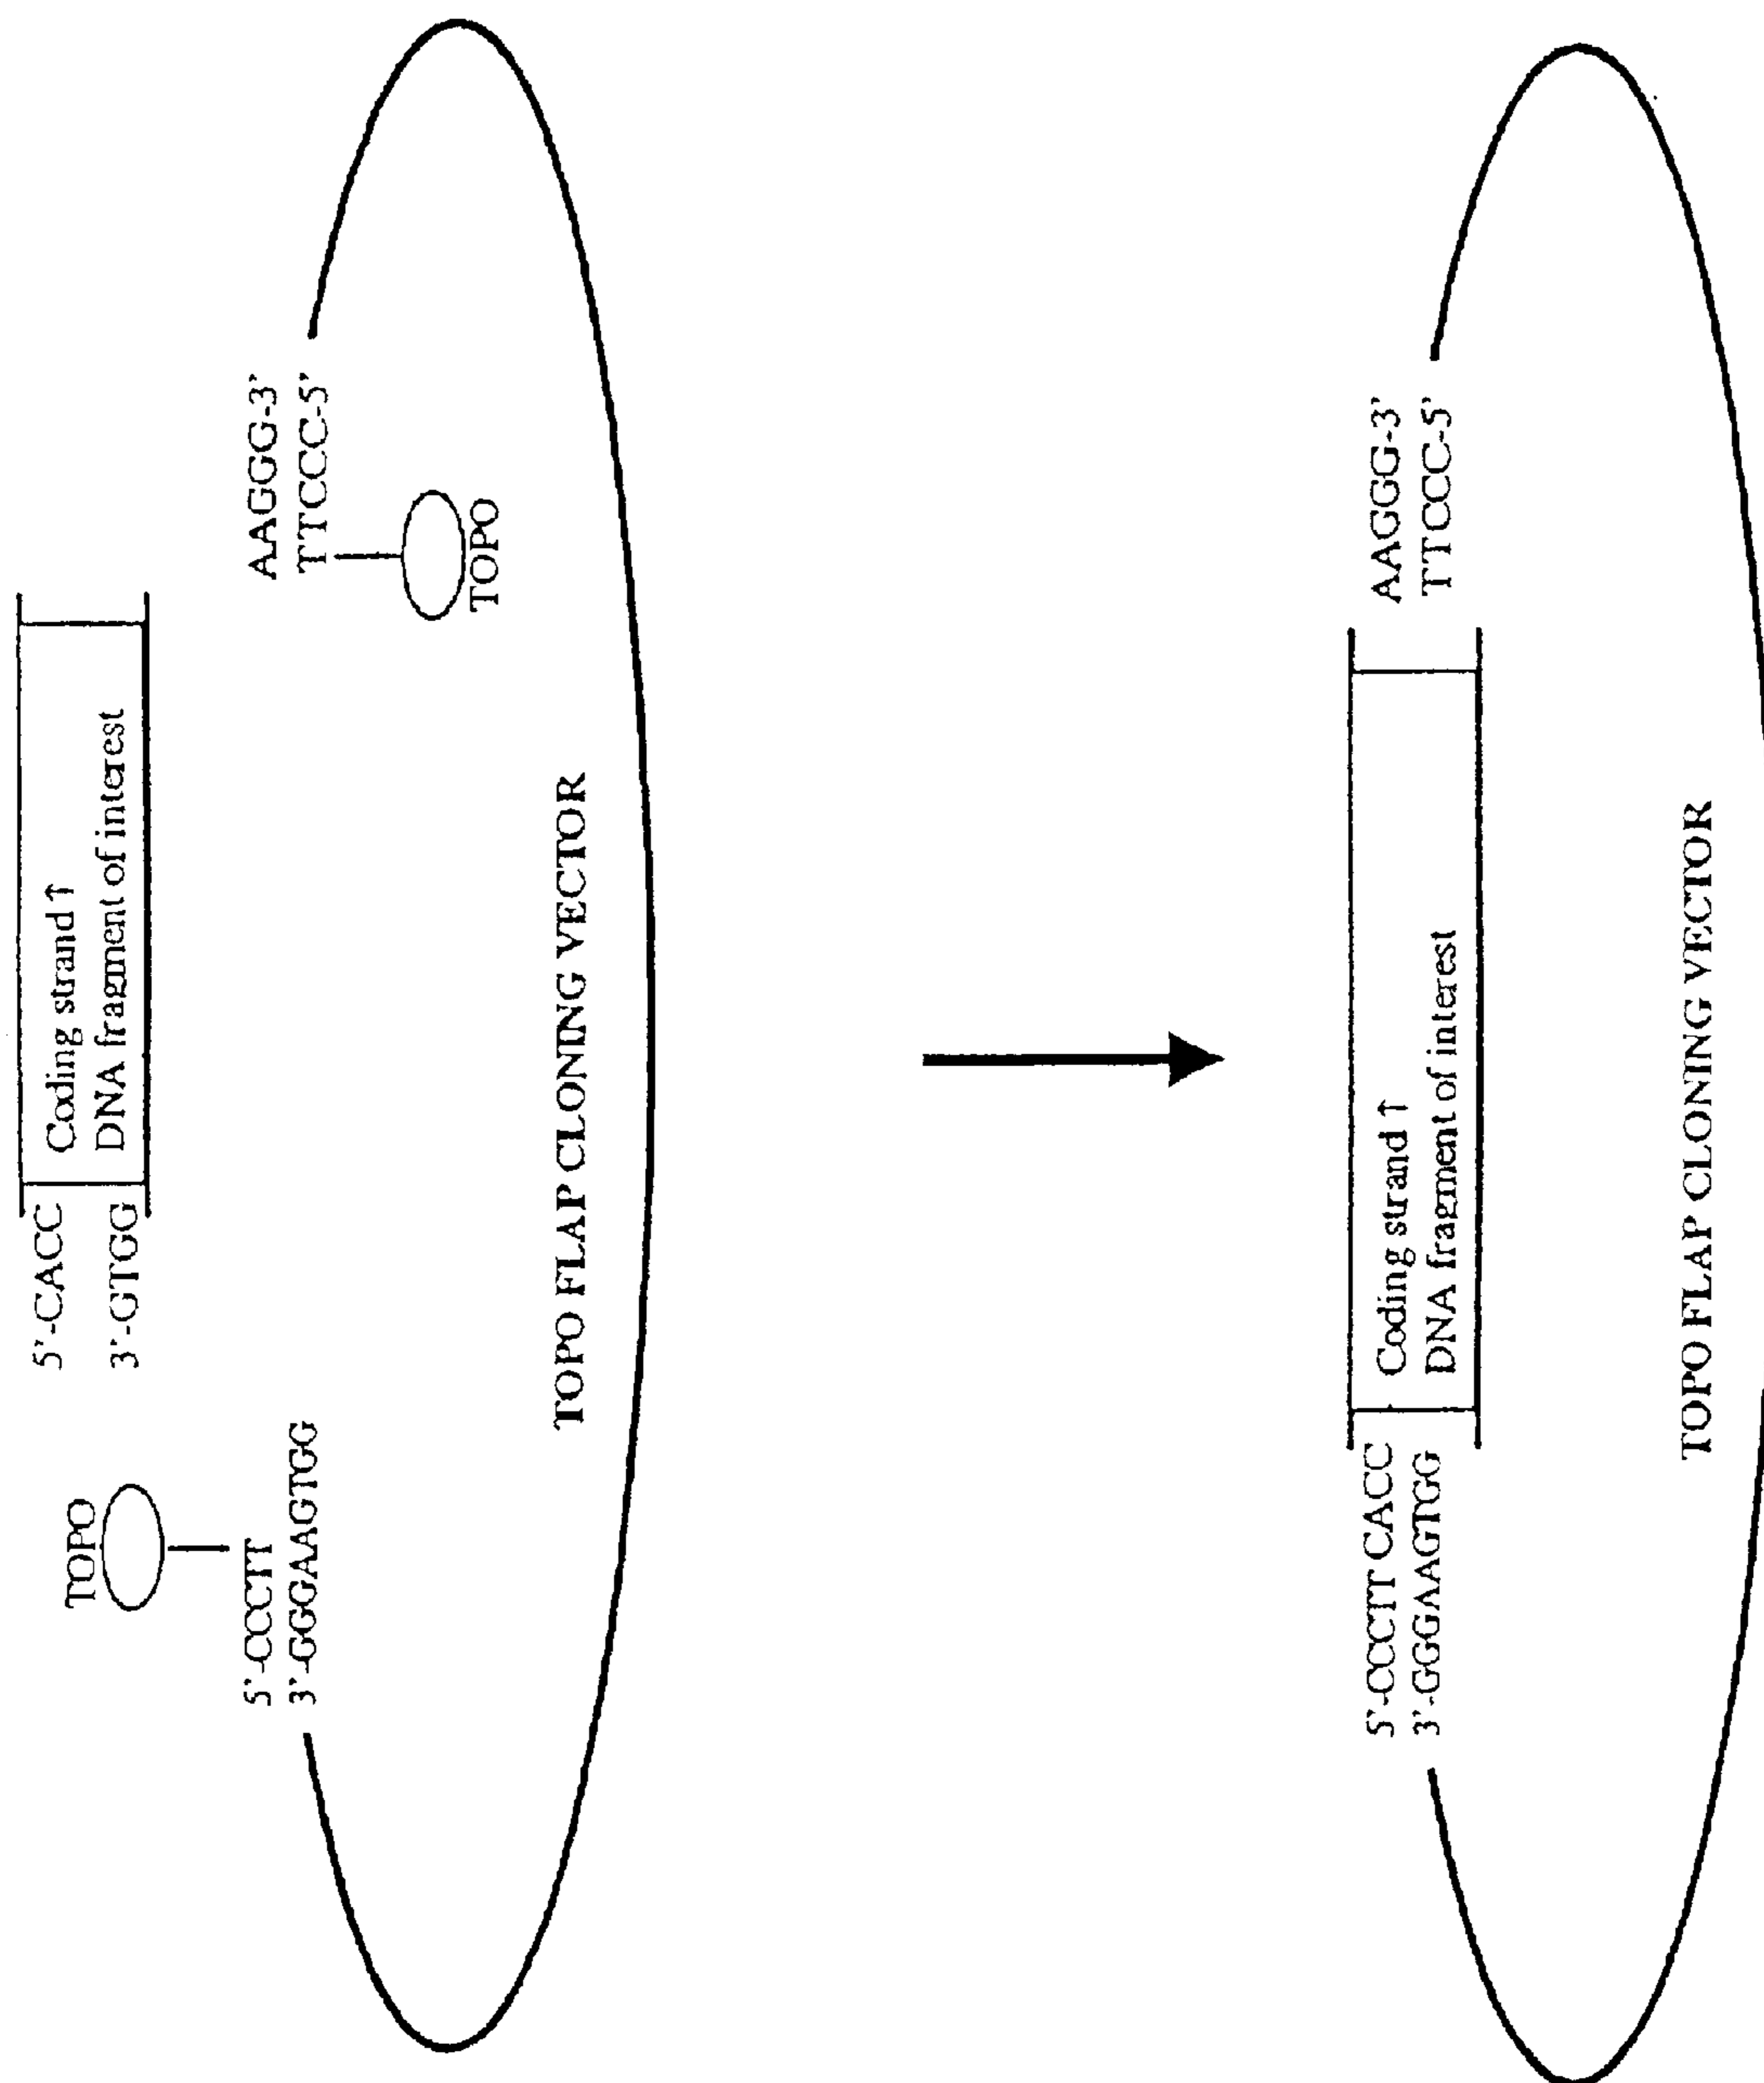 5'-CACC
3'-GTGG
Coding strand ↑
DNA fragment of interest
TOPO
5'-CCCTT
3'-GGGAAGTGG
AAGGG-3'
TTCCC-5'
TOPO
TOPO FLAP CLONING VECTOR
5'-CCCTT CACC
3'-GGGAAGTGG
Coding strand ↑
DNA fragment of interest
AAGGG-3'
TTCCC-5'
TOPO FLAP CLONING VECTOR